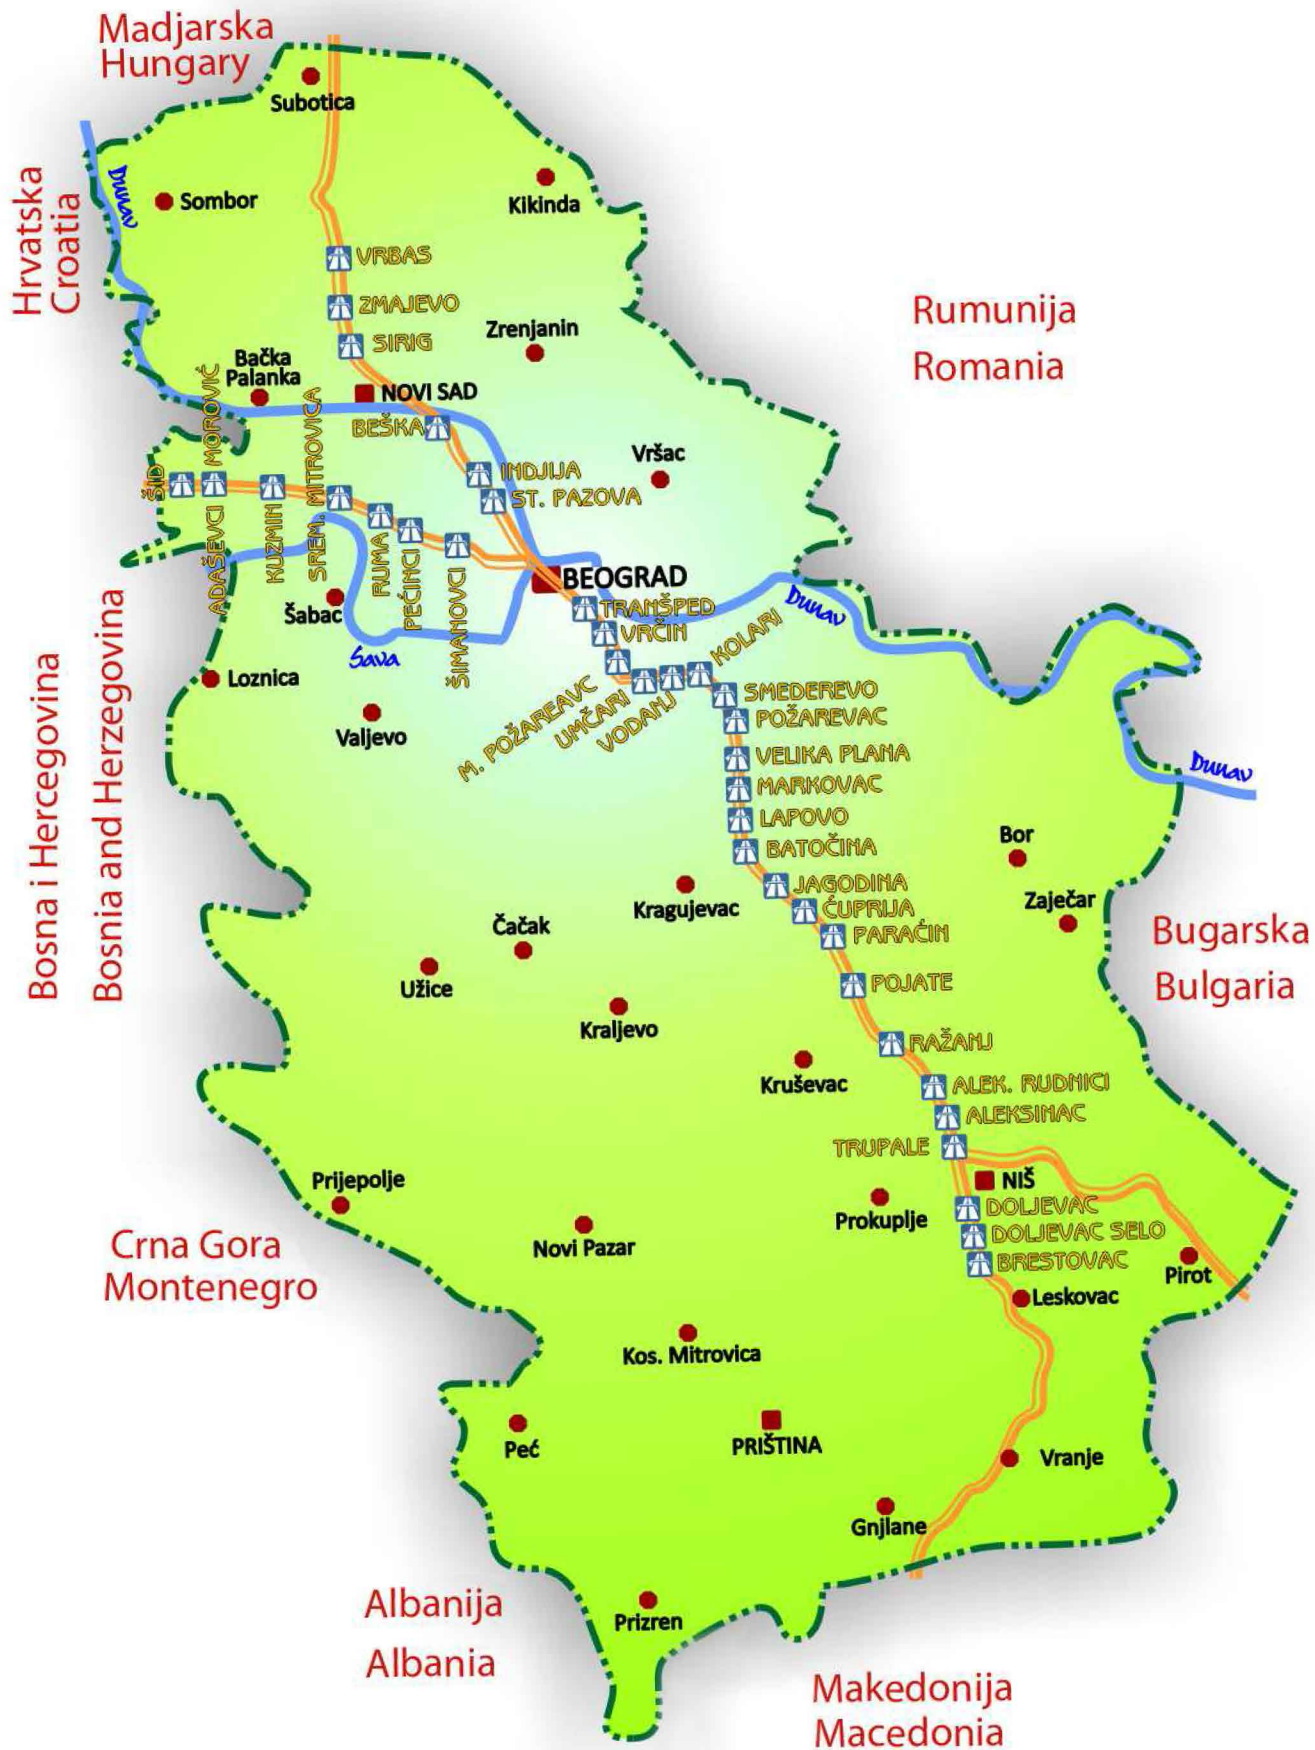 Madjarska
Hungary
Subotica
Hrvatska
Croatia
Dunav
Sombor
Kikinda
VRBAS
ZMAJEVO
SIRIG
Zrenjanin
Rumunija
Romania
Bačka
Palanka
NOVI SAD
BEŠKA
Vršac
INDJIJA
ST. PAZOVA
ŠID
MOROVIĆ
ADAŠEVCI
KUZMIN
SREM. MITROVICA
RUMA
PEĆINCI
ŠIMANOVCI
BEOGRAD
TRANŠPED
VRČIN
Dunav
Šabac
Sava
KOLARI
M. POŽAREAVC
UMČARI
VODANJ
SMEDEREVO
POŽAREVAC
Bosna i Hercegovina
Bosnia and Herzegovina
Loznica
Valjevo
VELIKA PLANA
MARKOVAC
LAPOVO
BATOČINA
Dunav
Bor
Zaječar
JAGODINA
ĆUPRIJA
PARAĆIN
Kragujevac
Čačak
Užice
Kraljevo
POJATE
Bugarska
Bulgaria
RAŽANJ
Kruševac
ALEK. RUDNICI
ALEKSINAC
TRUPALE
NIŠ
Prokuplje
DOLJEVAC
DOLJEVAC SELO
BRESTOVAC
Pirot
Leskovac
Prijepolje
Novi Pazar
Crna Gora
Montenegro
Kos. Mitrovica
Peć
PRIŠTINA
Vranje
Gnjlane
Prizren
Albanija
Albania
Makedonija
Macedonia